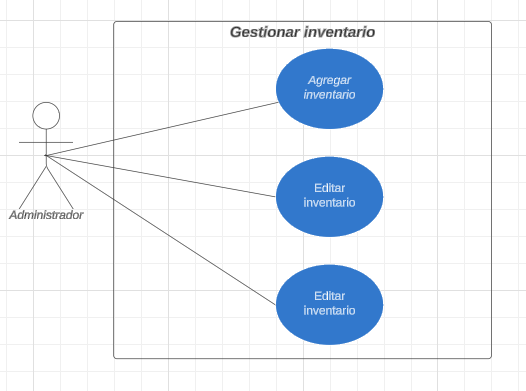 Gestionar inventario
Agregar
inventario
Editar
inventario
Administrador
Editar
inventario